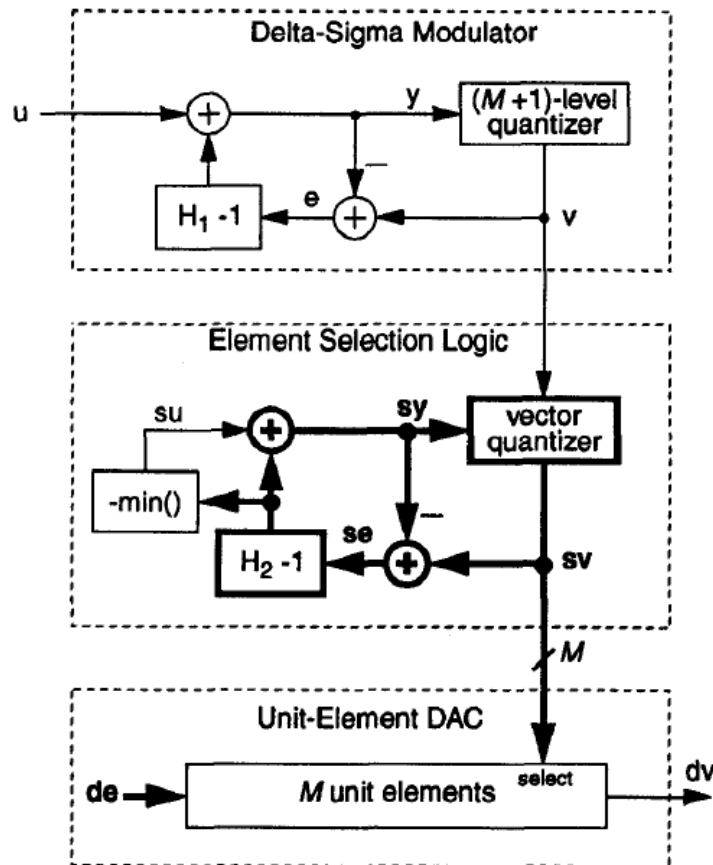 Delta-Sigma Modulator
u
y
(M +1)-level
quantizer
H₁ -1
e
v
Element Selection Logic
su
sy
vector
quantizer
-min()
se
H₂ -1
sv
M
Unit-Element DAC
select
de
M unit elements
dv